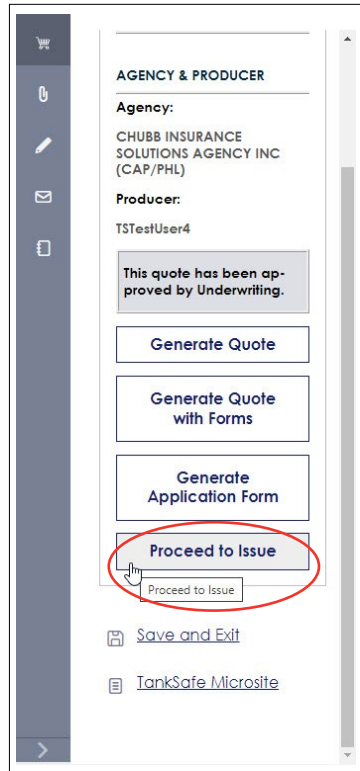 AGENCY & PRODUCER
Agency:
CHUBB INSURANCE
SOLUTIONS AGENCY INC
(CAP/PHL)
Producer:
TSTestUser4
This quote has been ap-
proved by Underwriting.
Generate Quote
Generate Quote
with Forms
Generate
Application Form
Proceed to Issue
Proceed to Issue
Save and Exit
TankSafe Microsite